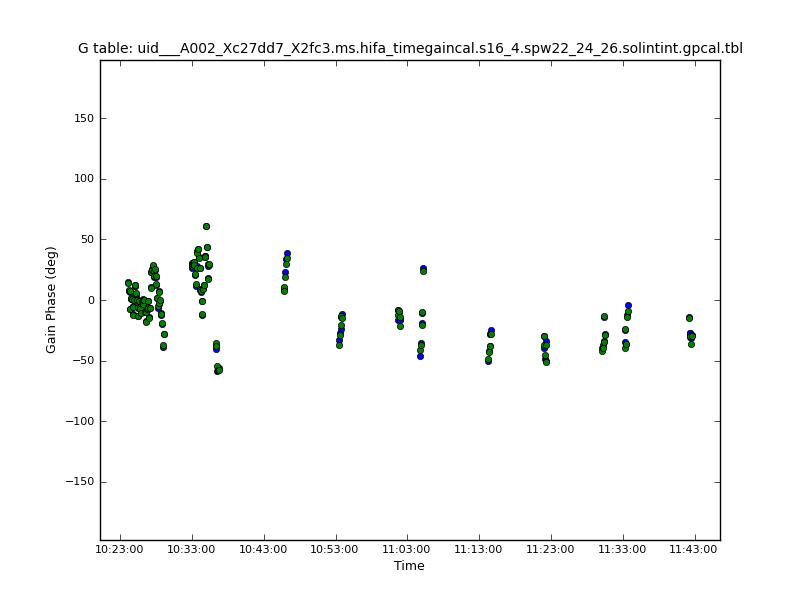 G table: uid___A002_Xc27dd7_X2fc3.ms.hifa_timegaincal.s16_4.spw22_24_26.solintint.gpcal.tbl
150
100
50
0
−50
−100
−150
Gain Phase (deg)
10:23:00 10:33:00 10:43:00 10:53:00 11:03:00 11:13:00 11:23:00 11:33:00 11:43:00
Time